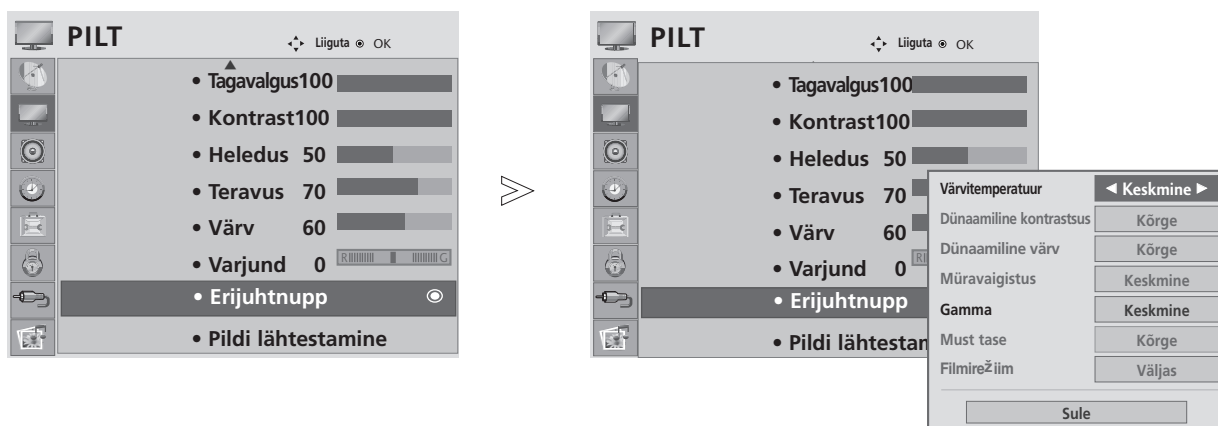 PILT
Liiguta OK
• Tagavalgus100
• Kontrast100
• Heledus 50
• Teravus 70
• Värv 60
• Varjund 0 R G
• Erijuhtnupp
• Pildi lähtestamine
PILT
Liiguta OK
• Tagavalgus100
• Kontrast100
• Heledus 50
• Teravus 70
• Värv 60
• Varjund 0 R
• Erijuhtnupp
• Pildi lähtestam
Värvitemperatuur ◀ Keskmine ▶
Dünaamiline kontrastsus Kõrge
Dünaamiline värv Kõrge
Müravaigistus Keskmine
Gamma Keskmine
Must tase Kõrge
Filmirežiim Väljas
Sule